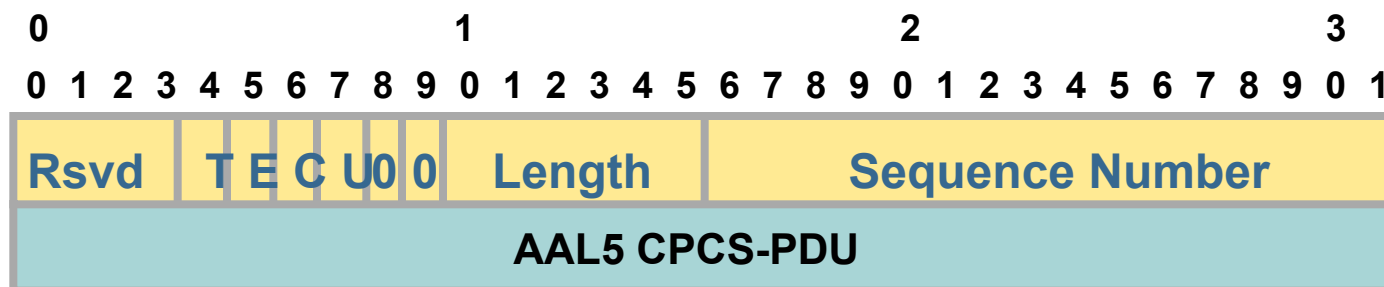 0 1 2 3
0 1 2 3 4 5 6 7 8 9 0 1 2 3 4 5 6 7 8 9 0 1 2 3 4 5 6 7 8 9 0 1
Rsvd T E C U 0 0 Length Sequence Number
AAL5 CPCS-PDU